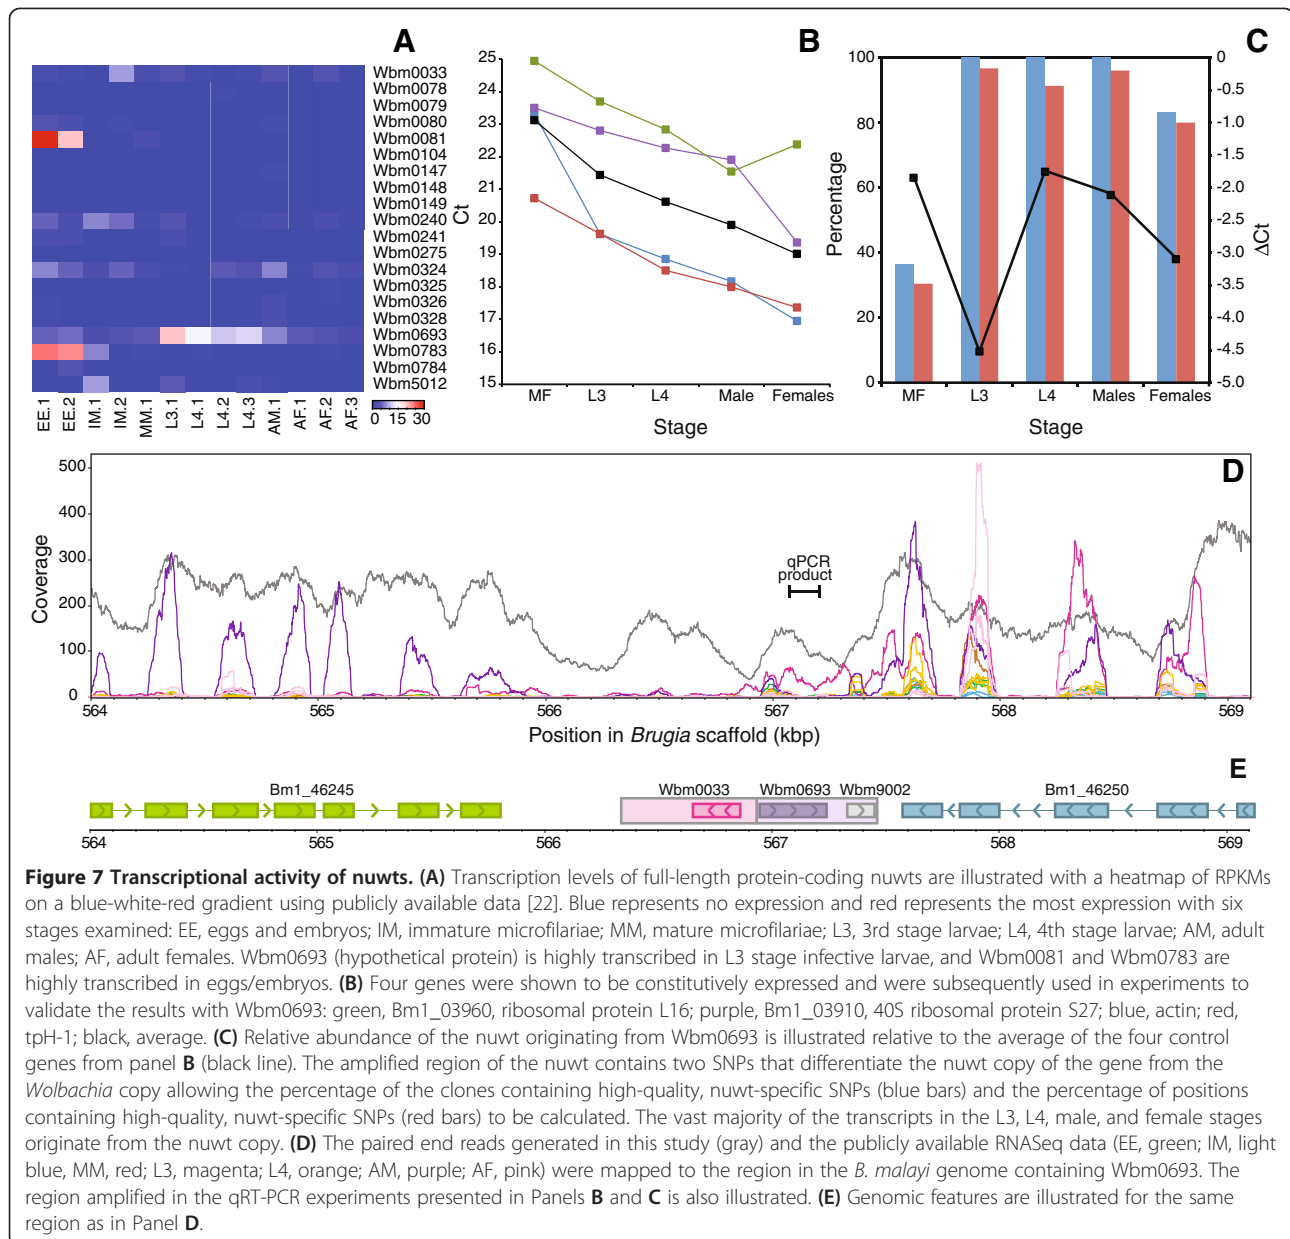 A
Wbm0033
Wbm0078
Wbm0079
Wbm0080
Wbm0081
Wbm0104
Wbm0147
Wbm0148
Wbm0149
Wbm0240
Wbm0241
Wbm0275
Wbm0324
Wbm0325
Wbm0326
Wbm0328
Wbm0693
Wbm0783
Wbm0784
Wbm5012
EE.1
EE.2
IM.1
IM.2
MM.1
L3.1
L4.1
L4.2
L4.3
AM.1
AF.1
AF.2
AF.3
0 15 30
B
25
24
23
22
21
20
19
18
17
16
15
Ct
MF L3 L4 Male Females
Stage
C
100
80
60
40
20
0
Percentage
0
-0.5
-1.0
-1.5
-2.0
-2.5
-3.0
-3.5
-4.0
-4.5
-5.0
ΔCt
MF L3 L4 Males Females
Stage
D
500
400
300
200
100
0
Coverage
qPCR
product
564 565 566 567 568 569
Position in Brugia scaffold (kbp)
E
Bm1_46245 Wbm0033 Wbm0693 Wbm9002 Bm1_46250
564 565 566 567 568 569
Figure 7 Transcriptional activity of nuwts. (A) Transcription levels of full-length protein-coding nuwts are illustrated with a heatmap of RPKMs
on a blue-white-red gradient using publicly available data [22]. Blue represents no expression and red represents the most expression with six
stages examined: EE, eggs and embryos; IM, immature microfilariae; MM, mature microfilariae; L3, 3rd stage larvae; L4, 4th stage larvae; AM, adult
males; AF, adult females. Wbm0693 (hypothetical protein) is highly transcribed in L3 stage infective larvae, and Wbm0081 and Wbm0783 are
highly transcribed in eggs/embryos. (B) Four genes were shown to be constitutively expressed and were subsequently used in experiments to
validate the results with Wbm0693: green, Bm1_03960, ribosomal protein L16; purple, Bm1_03910, 40S ribosomal protein S27; blue, actin; red,
tpH-1; black, average. (C) Relative abundance of the nuwt originating from Wbm0693 is illustrated relative to the average of the four control
genes from panel B (black line). The amplified region of the nuwt contains two SNPs that differentiate the nuwt copy of the gene from the
Wolbachia copy allowing the percentage of the clones containing high-quality, nuwt-specific SNPs (blue bars) and the percentage of positions
containing high-quality, nuwt-specific SNPs (red bars) to be calculated. The vast majority of the transcripts in the L3, L4, male, and female stages
originate from the nuwt copy. (D) The paired end reads generated in this study (gray) and the publicly available RNASeq data (EE, green; IM, light
blue, MM, red; L3, magenta; L4, orange; AM, purple; AF, pink) were mapped to the region in the B. malayi genome containing Wbm0693. The
region amplified in the qRT-PCR experiments presented in Panels B and C is also illustrated. (E) Genomic features are illustrated for the same
region as in Panel D.